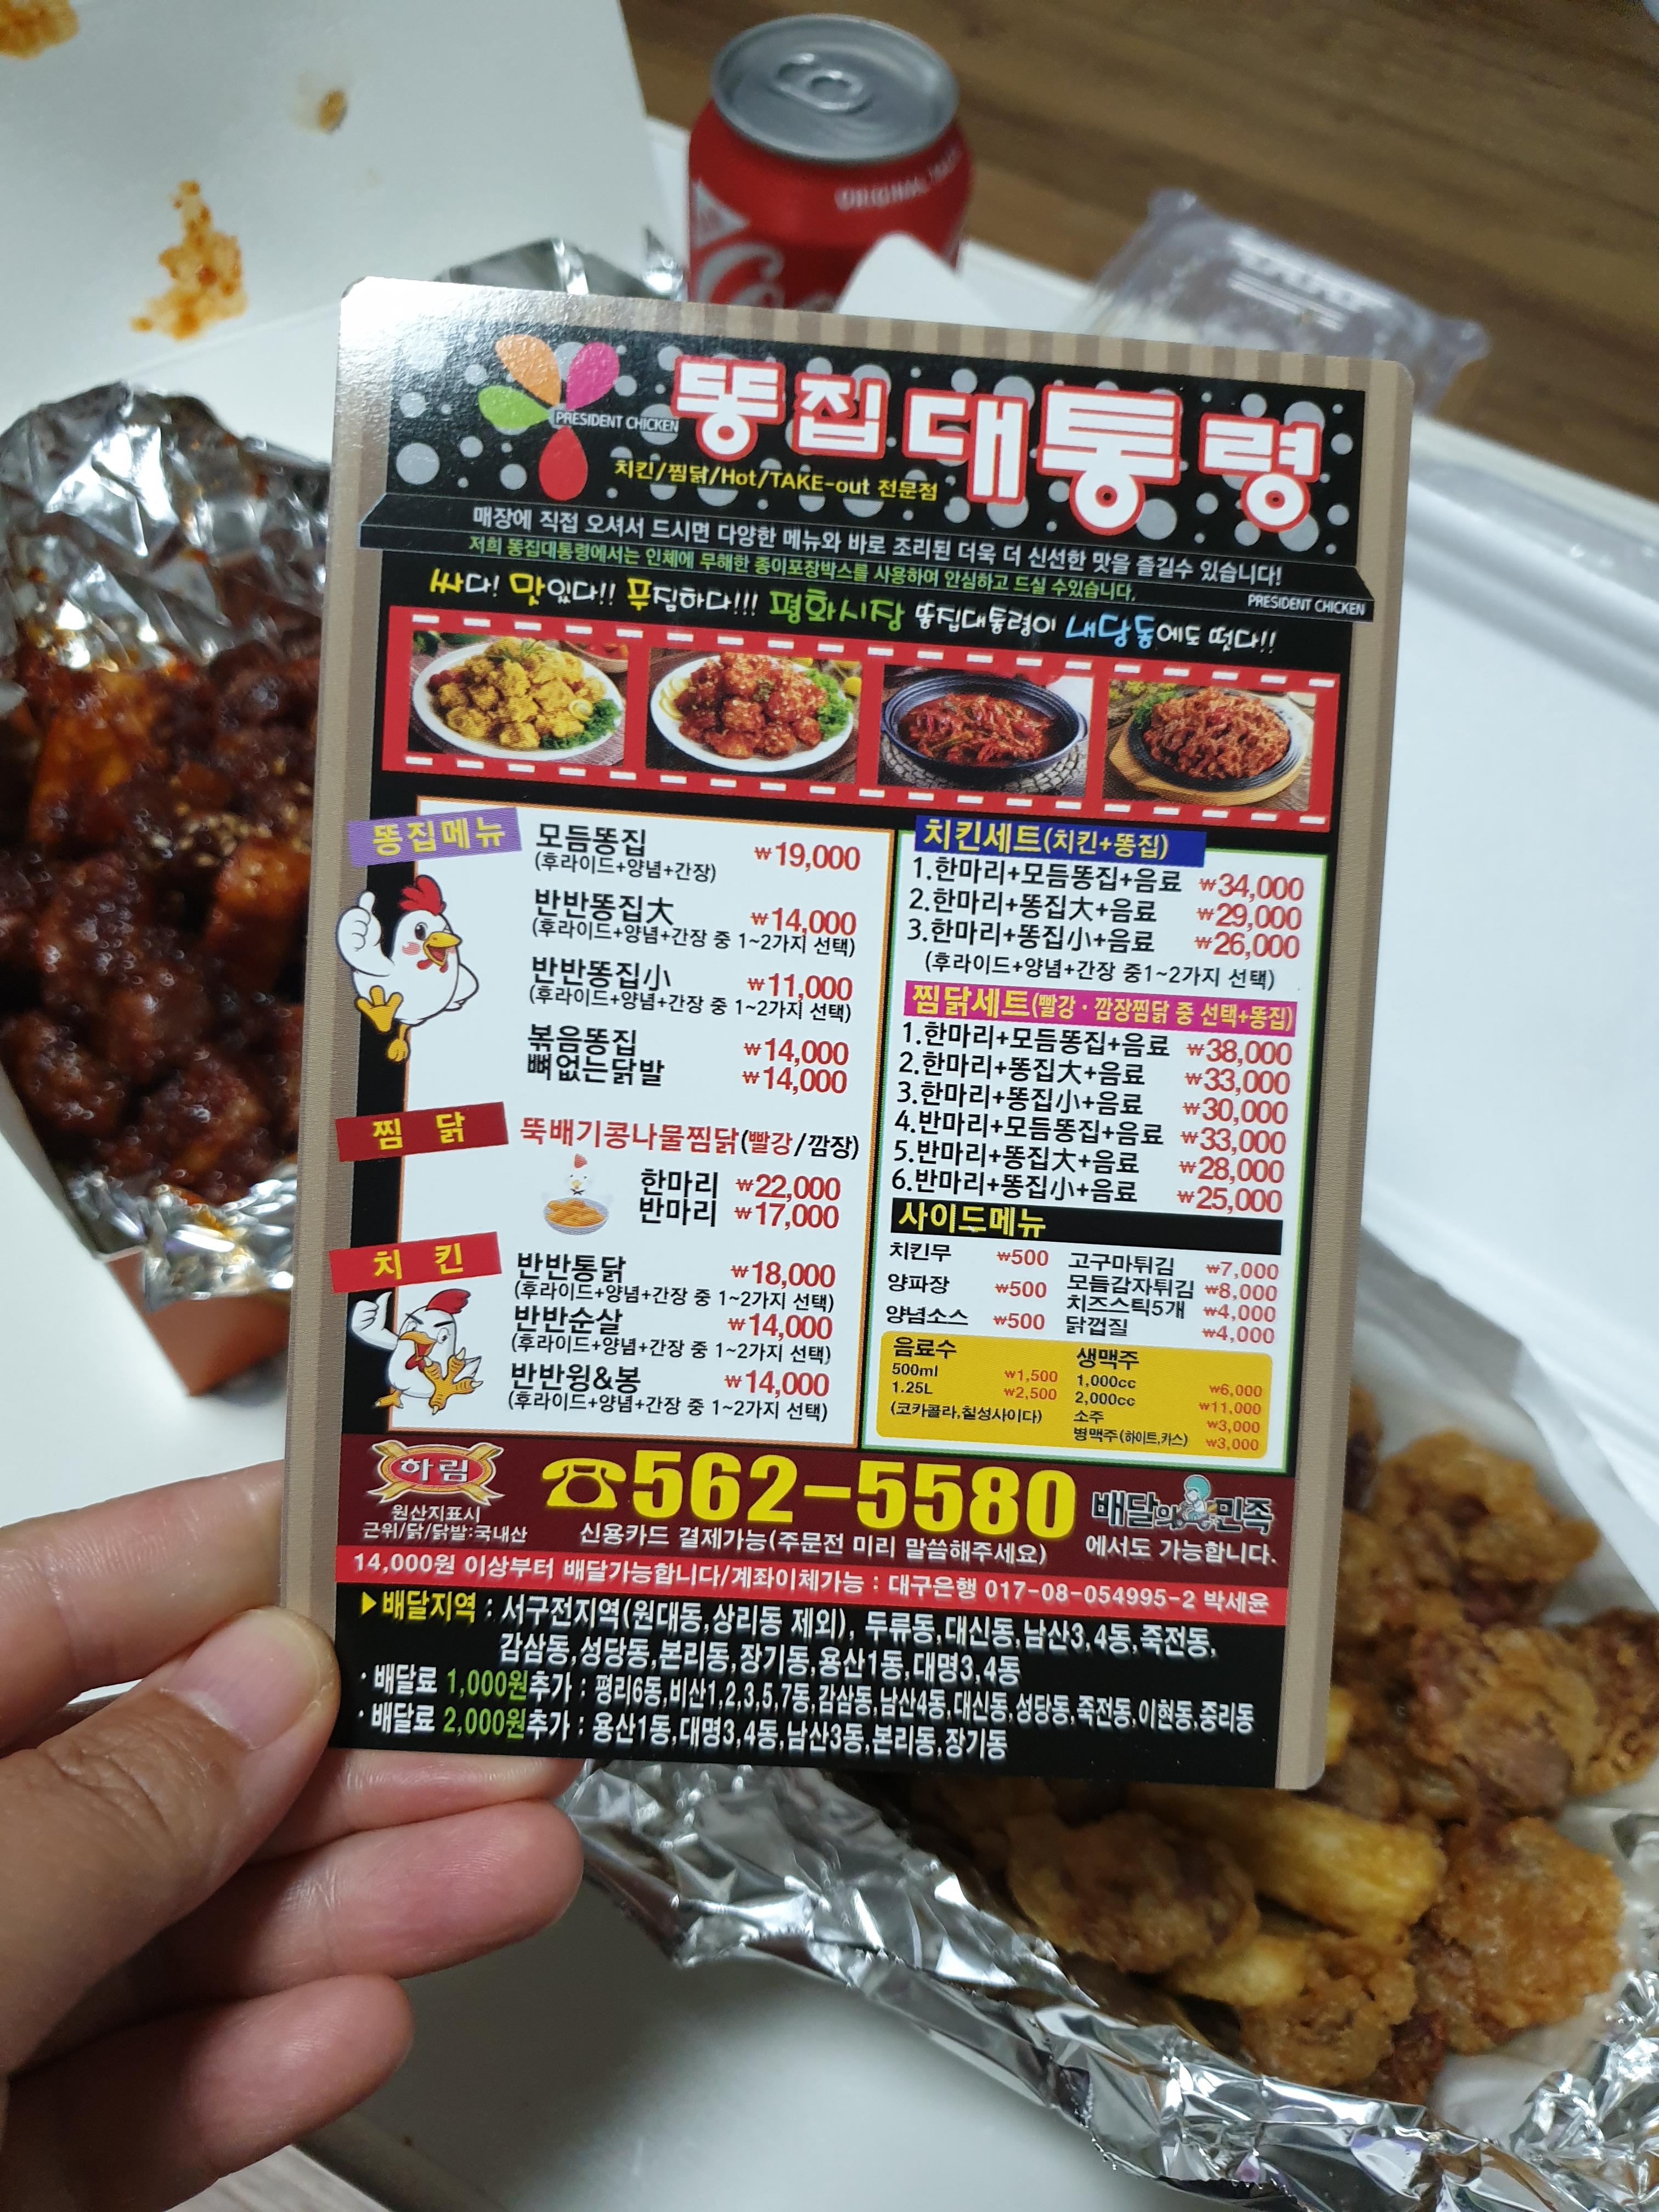 ORIGINAL TASTE
PRESIDENT CHICKEN
똥집대통령
치킨/찜닭/Hot/TAKE-out 전문점
매장에 직접 오셔서 드시면 다양한 메뉴와 바로 조리된 더욱 더 신선한 맛을 즐길수 있습니다!
저희 똥집대통령에서는 인체에 무해한 종이포장박스를 사용하여 안심하고 드실 수있습니다.
PRESIDENT CHICKEN
싸다! 맛있다!! 푸짐하다!!! 평화시장 똥집대통령이 내당동에도 떴다!!
똥집메뉴
모듬똥집 ₩19,000
(후라이드+양념+간장)
반반똥집大 ₩14,000
(후라이드+양념+간장 중 1~2가지 선택)
반반똥집小 ₩11,000
(후라이드+양념+간장 중 1~2가지 선택)
볶음똥집 ₩14,000
뼈없는닭발 ₩14,000
찜 닭
뚝배기콩나물찜닭(빨강/깜장)
한마리 ₩22,000
반마리 ₩17,000
치 킨
반반통닭 ₩18,000
(후라이드+양념+간장 중 1~2가지 선택)
반반순살 ₩14,000
(후라이드+양념+간장 중 1~2가지 선택)
반반윙&봉 ₩14,000
(후라이드+양념+간장 중 1~2가지 선택)
치킨세트(치킨+똥집)
1.한마리+모듬똥집+음료 ₩34,000
2.한마리+똥집大+음료 ₩29,000
3.한마리+똥집小+음료 ₩26,000
(후라이드+양념+간장 중1~2가지 선택)
찜닭세트(빨강·깜장찜닭 중 선택+똥집)
1.한마리+모듬똥집+음료 ₩38,000
2.한마리+똥집大+음료 ₩33,000
3.한마리+똥집小+음료 ₩30,000
4.반마리+모듬똥집+음료 ₩33,000
5.반마리+똥집大+음료 ₩28,000
6.반마리+똥집小+음료 ₩25,000
사이드메뉴
치킨무 ₩500
양파장 ₩500
양념소스 ₩500
고구마튀김 ₩7,000
모듬감자튀김 ₩8,000
치즈스틱5개 ₩4,000
닭껍질 ₩4,000
음료수
500ml ₩1,500
1.25L ₩2,500
(코카콜라,칠성사이다)
생맥주
1,000cc ₩6,000
2,000cc ₩11,000
소주 ₩3,000
병맥주(하이트,카스) ₩3,000
하림
원산지표시
근위/닭/닭발:국내산
☎562-5580
신용카드 결제가능(주문전 미리 말씀해주세요)
배달의민족
에서도 가능합니다.
14,000원 이상부터 배달가능합니다/계좌이체가능 : 대구은행 017-08-054995-2 박세윤
▶배달지역 : 서구전지역(원대동,상리동 제외), 두류동,대신동,남산3,4동,죽전동,
감삼동,성당동,본리동,장기동,용산1동,대명3,4동
· 배달료 1,000원추가 : 평리6동,비산1,2,3,5,7동,감삼동,남산4동,대신동,성당동,죽전동,이현동,중리동
· 배달료 2,000원추가 : 용산1동,대명3,4동,남산3동,본리동,장기동